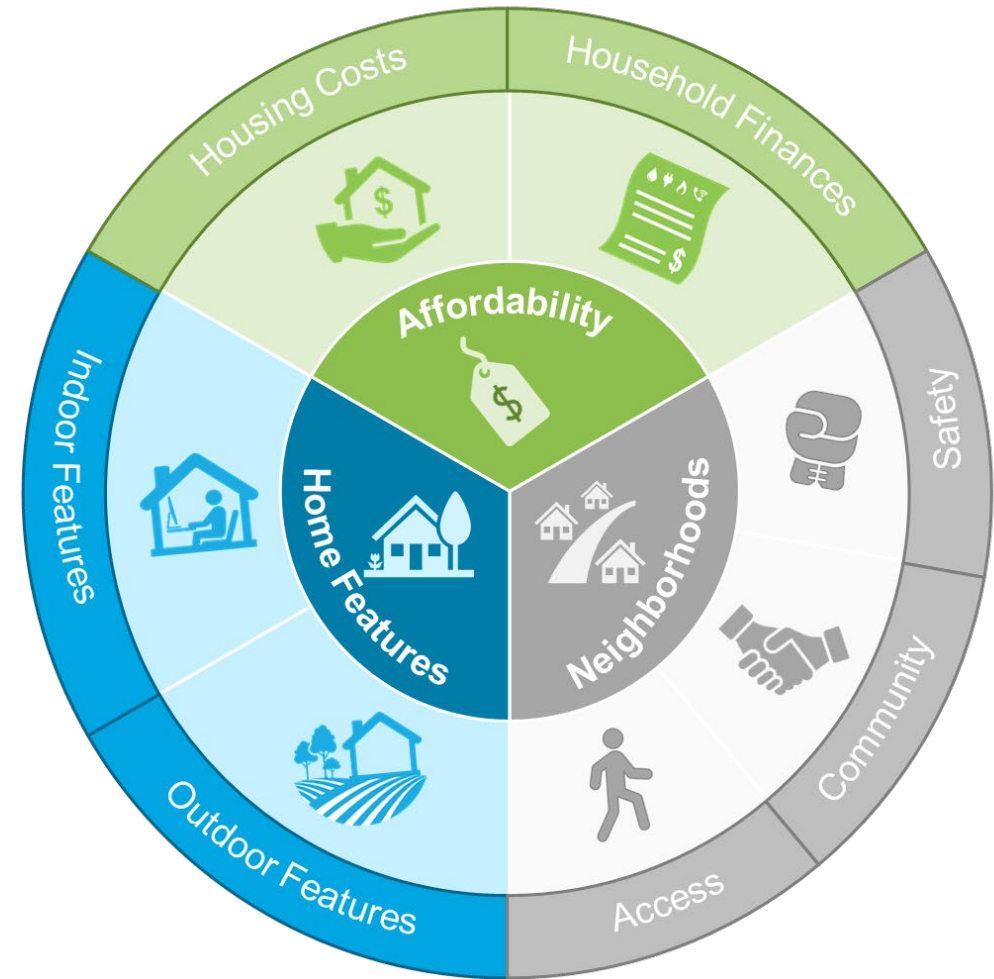 Housing Costs
Household Finances
$
$
Affordability
$
Indoor Features
Safety
Home Features
Neighborhoods
Community
Outdoor Features
Access